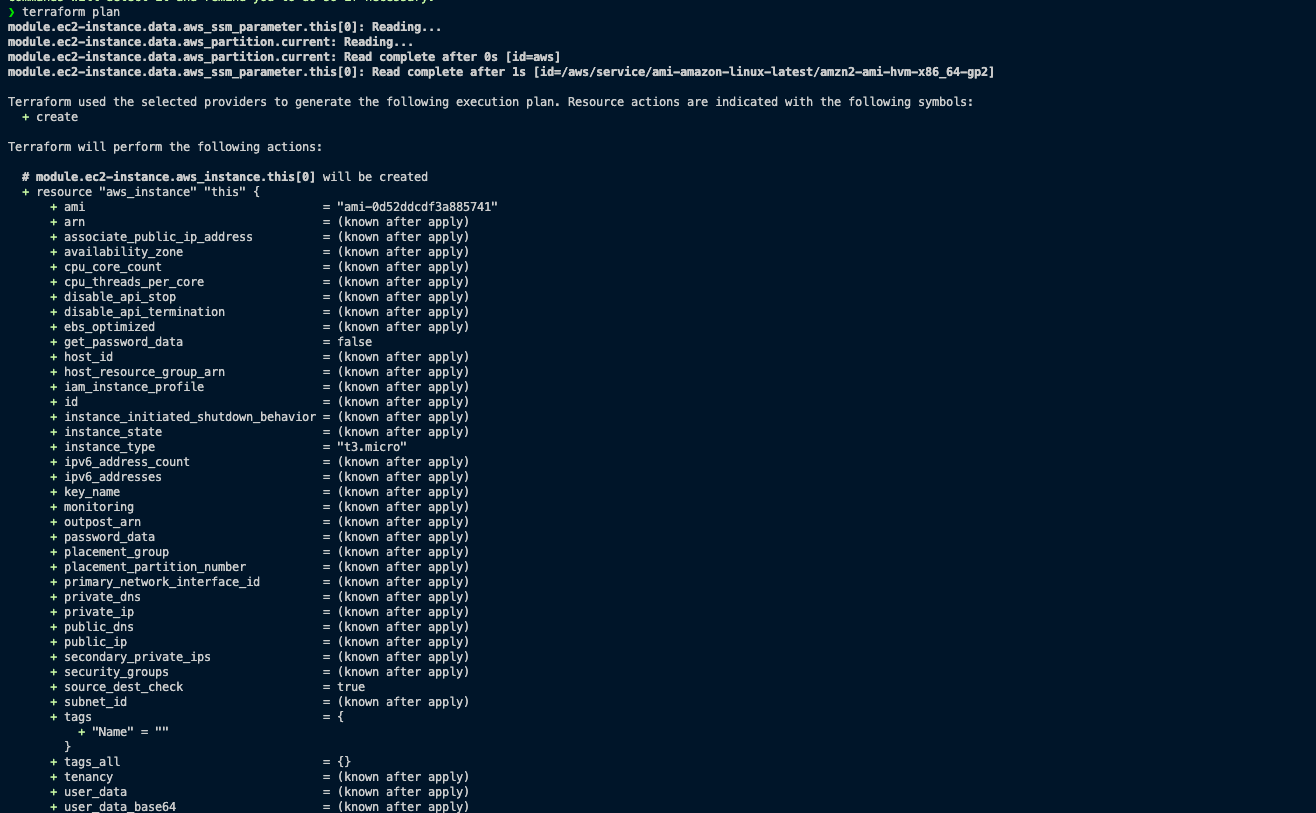 ❯ terraform plan
module.ec2-instance.data.aws_ssm_parameter.this[0]: Reading...
module.ec2-instance.data.aws_partition.current: Reading...
module.ec2-instance.data.aws_partition.current: Read complete after 0s [id=aws]
module.ec2-instance.data.aws_ssm_parameter.this[0]: Read complete after 1s [id=/aws/service/ami-amazon-linux-latest/amzn2-ami-hvm-x86_64-gp2]
Terraform used the selected providers to generate the following execution plan. Resource actions are indicated with the following symbols:
+ create
Terraform will perform the following actions:
# module.ec2-instance.aws_instance.this[0] will be created
+ resource "aws_instance" "this" {
+ ami = "ami-0d52ddcdf3a885741"
+ arn = (known after apply)
+ associate_public_ip_address = (known after apply)
+ availability_zone = (known after apply)
+ cpu_core_count = (known after apply)
+ cpu_threads_per_core = (known after apply)
+ disable_api_stop = (known after apply)
+ disable_api_termination = (known after apply)
+ ebs_optimized = (known after apply)
+ get_password_data = false
+ host_id = (known after apply)
+ host_resource_group_arn = (known after apply)
+ iam_instance_profile = (known after apply)
+ id = (known after apply)
+ instance_initiated_shutdown_behavior = (known after apply)
+ instance_state = (known after apply)
+ instance_type = "t3.micro"
+ ipv6_address_count = (known after apply)
+ ipv6_addresses = (known after apply)
+ key_name = (known after apply)
+ monitoring = (known after apply)
+ outpost_arn = (known after apply)
+ password_data = (known after apply)
+ placement_group = (known after apply)
+ placement_partition_number = (known after apply)
+ primary_network_interface_id = (known after apply)
+ private_dns = (known after apply)
+ private_ip = (known after apply)
+ public_dns = (known after apply)
+ public_ip = (known after apply)
+ secondary_private_ips = (known after apply)
+ security_groups = (known after apply)
+ source_dest_check = true
+ subnet_id = (known after apply)
+ tags = {
+ "Name" = ""
}
+ tags_all = {}
+ tenancy = (known after apply)
+ user_data = (known after apply)
+ user_data_base64 = (known after apply)